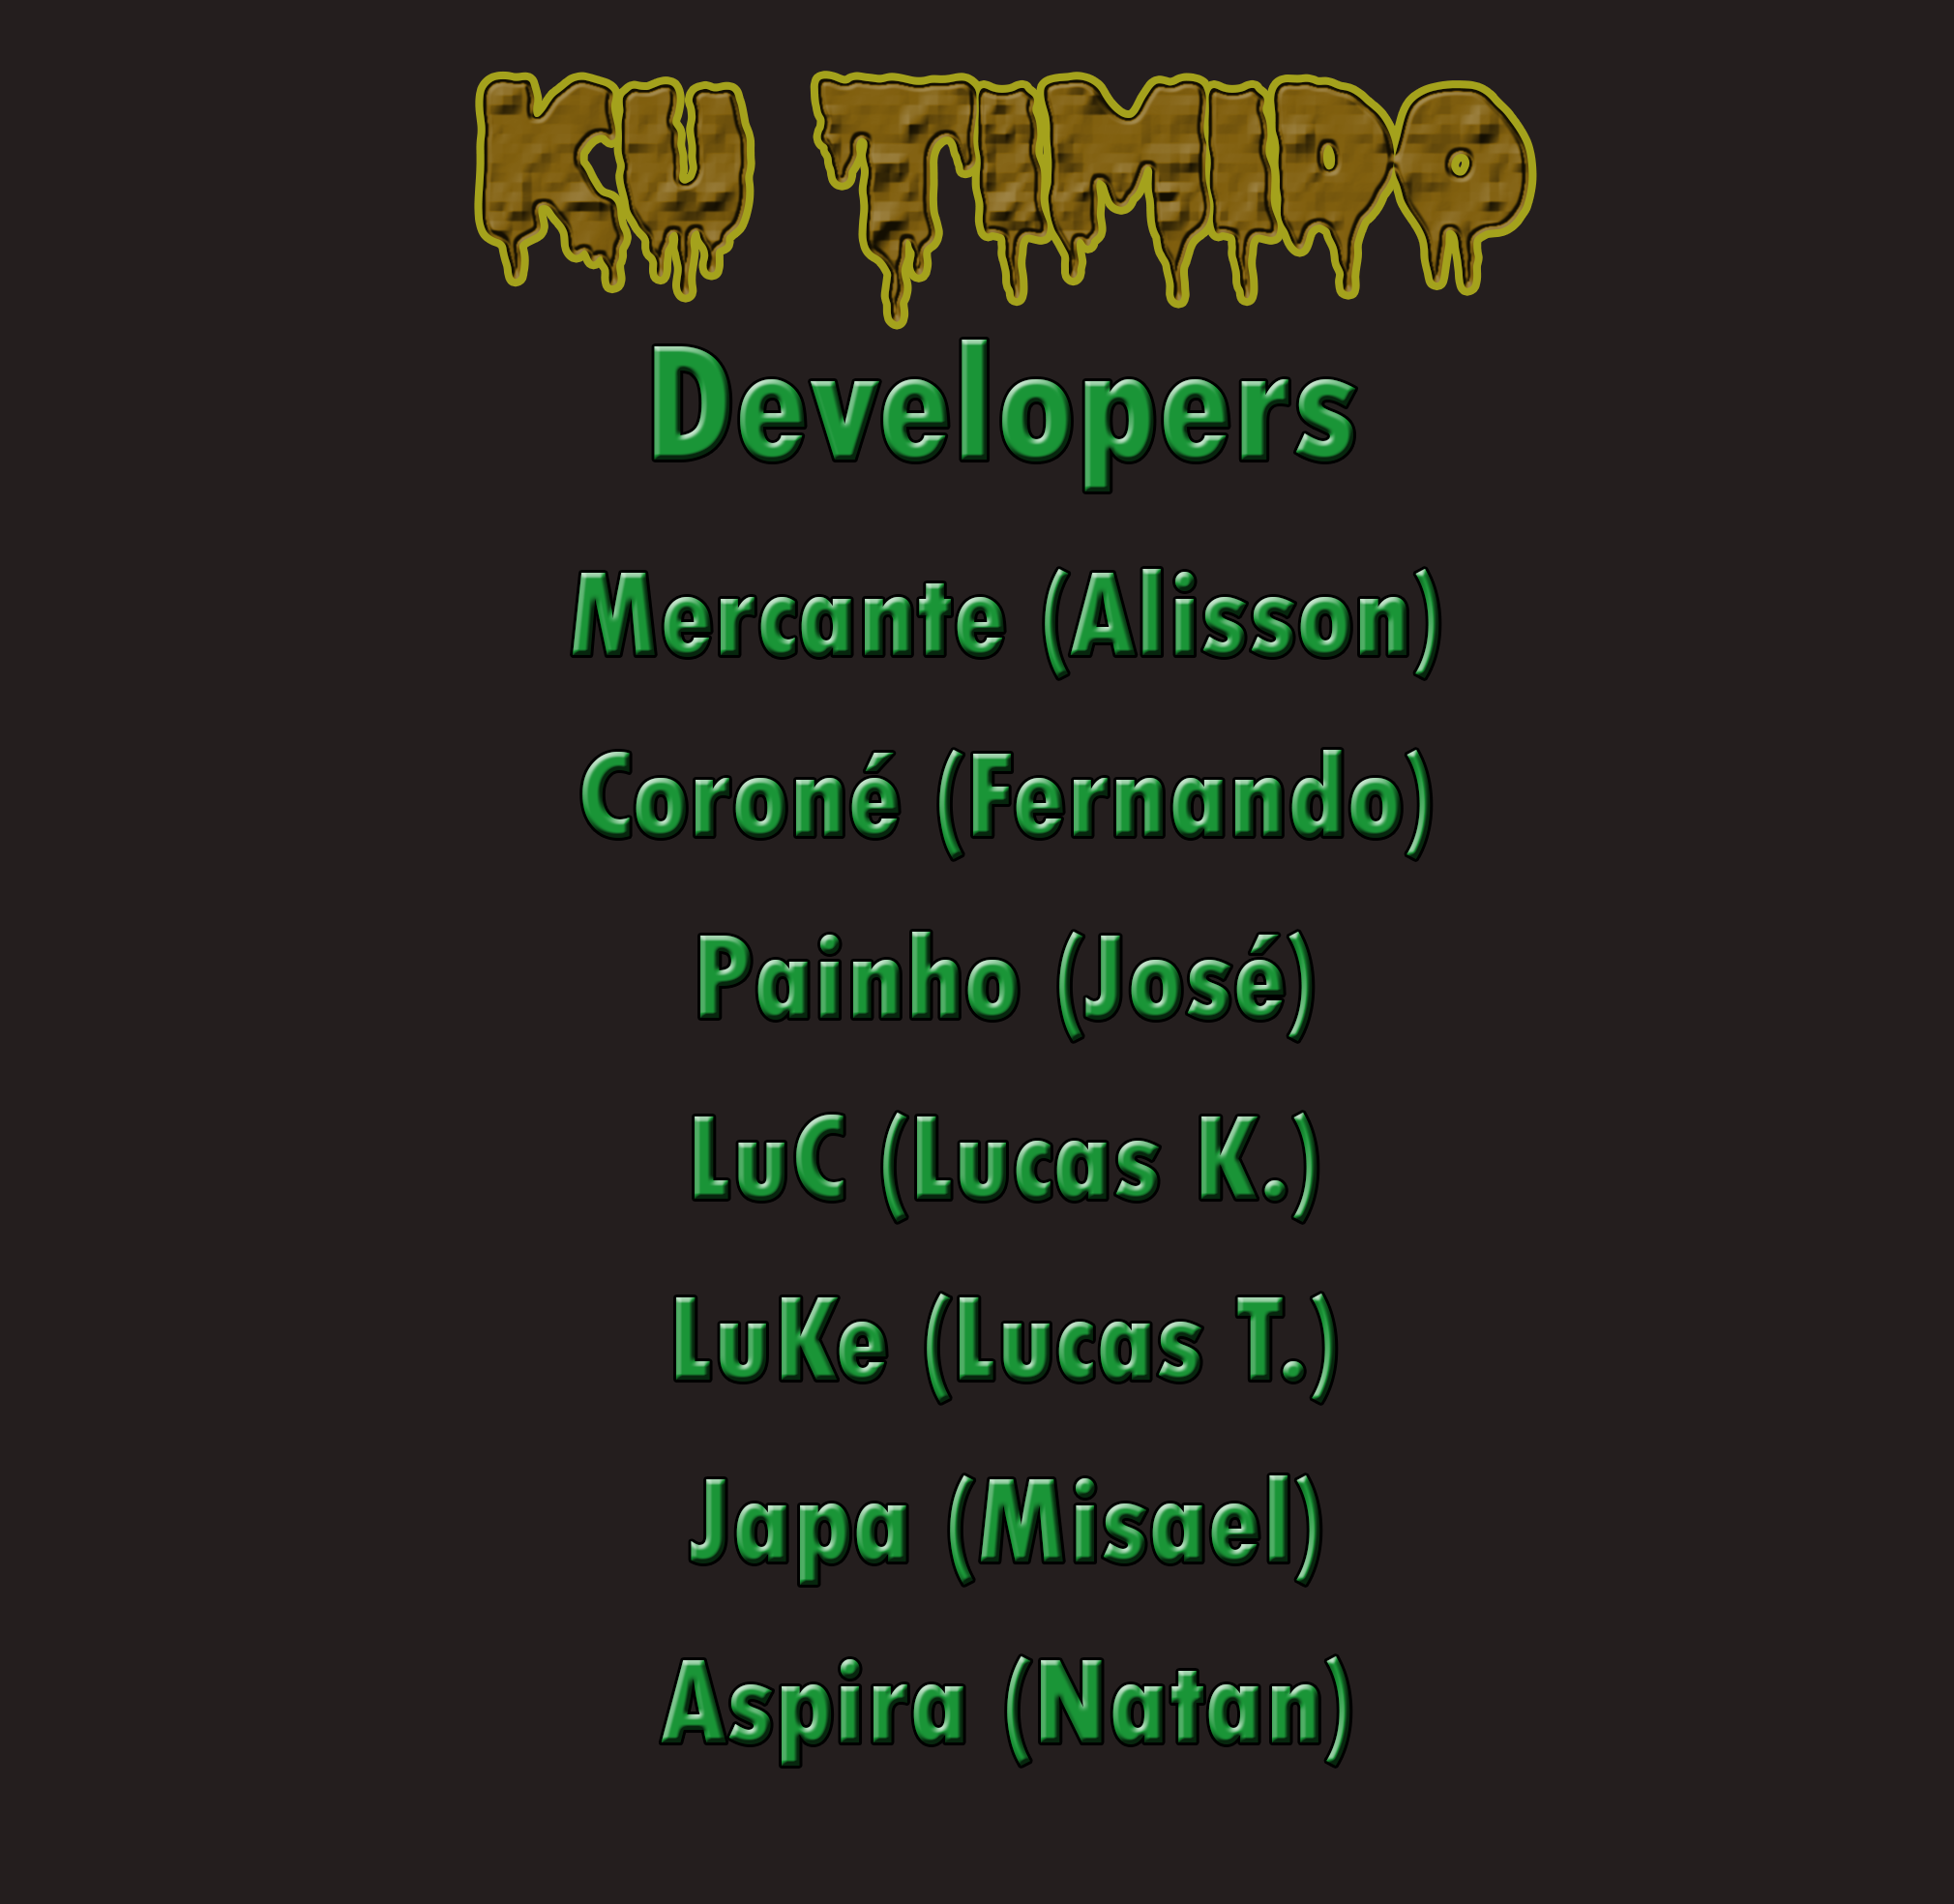 KU TIMIDO
Developers
Mercante (Alisson)
Coroné (Fernando)
Painho (José)
LuC (Lucas K.)
LuKe (Lucas T.)
Japa (Misael)
Aspira (Natan)